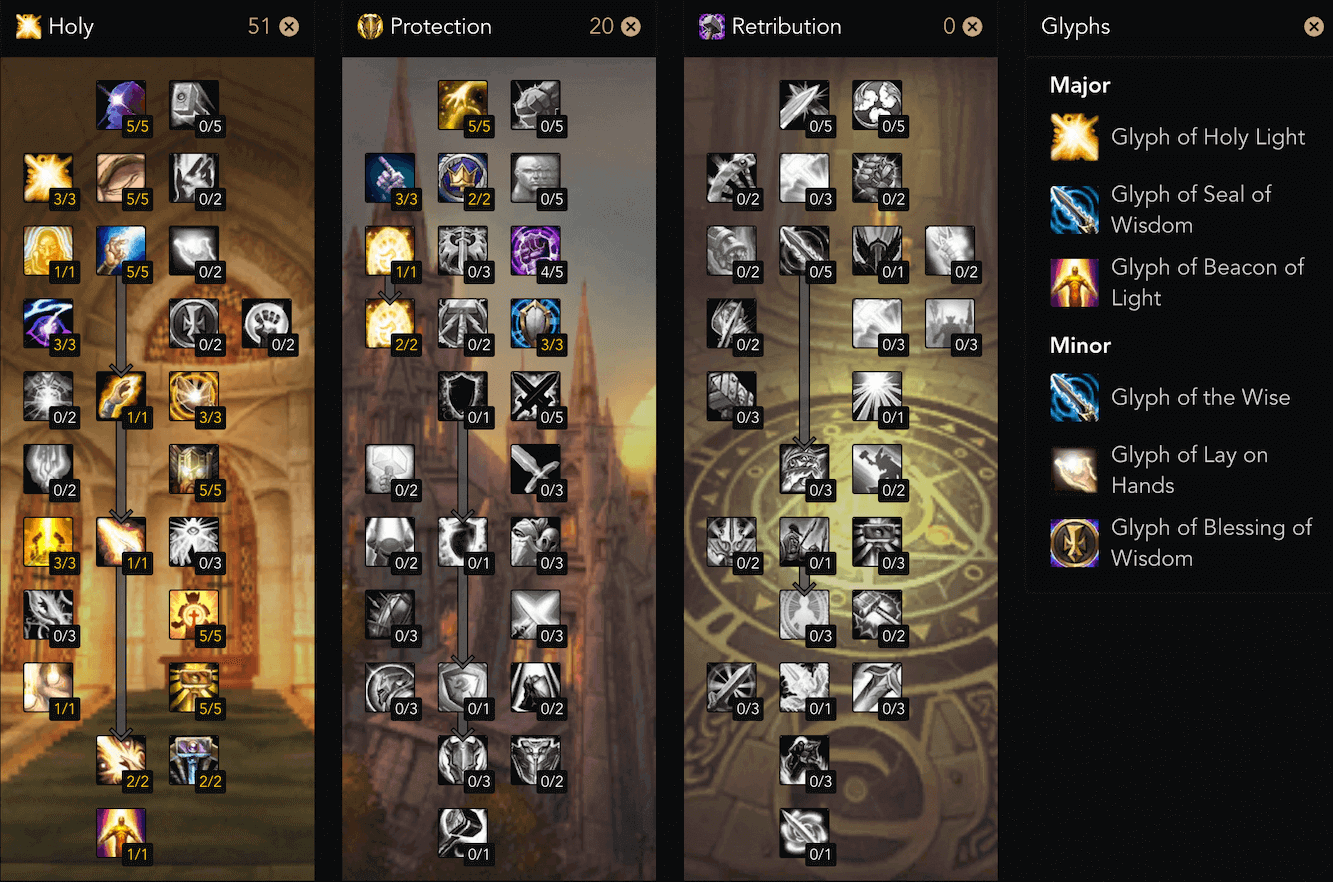 Holy 51
Protection 20
Retribution 0
Glyphs
5/5 0/5
3/3 5/5 0/2
1/1 5/5 0/2
3/3 0/2 0/2
0/2 1/1 3/3
0/2 5/5
3/3 1/1 0/3
0/3 5/5
1/1 5/5
2/2 2/2
1/1
5/5 0/5
3/3 2/2 0/5
1/1 0/3 4/5
2/2 0/2 3/3
0/1 0/5
0/2 0/3
0/2 0/1 0/3
0/3 0/3
0/3 0/1 0/2
0/3 0/2
0/1
0/5 0/5
0/2 0/3 0/2
0/2 0/5 0/1 0/2
0/2 0/3 0/3
0/3 0/1
0/3 0/2
0/2 0/1 0/3
0/3 0/2
0/3 0/1 0/3
0/3
0/1
Major
Glyph of Holy Light
Glyph of Seal of
Wisdom
Glyph of Beacon of
Light
Minor
Glyph of the Wise
Glyph of Lay on
Hands
Glyph of Blessing of
Wisdom